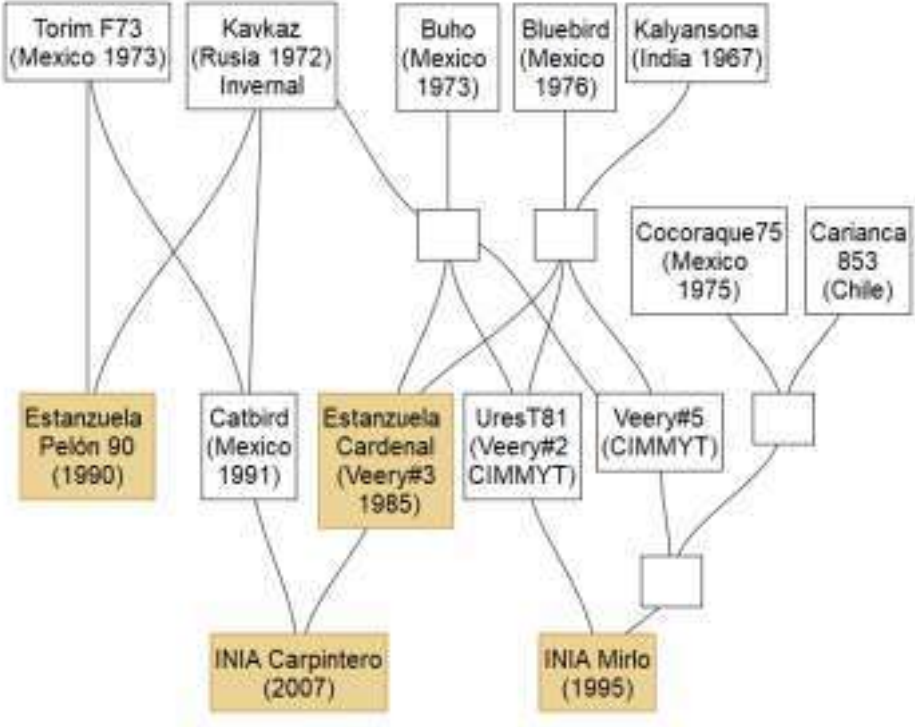 Torim F73
(Mexico 1973)
Kavkaz
(Rusia 1972)
Invernal
Buho
(Mexico
1973)
Bluebird
(Mexico
1976)
Kalyansona
(India 1967)
Cocoraque75
(Mexico
1975)
Carianca
853
(Chile)
Estanzuela
Pelón 90
(1990)
Catbird
(Mexico
1991)
Estanzuela
Cardenal
(Veery#3
1985)
UresT81
(Veery#2
CIMMYT)
Veery#5
(CIMMYT)
INIA Carpintero
(2007)
INIA Mirlo
(1995)